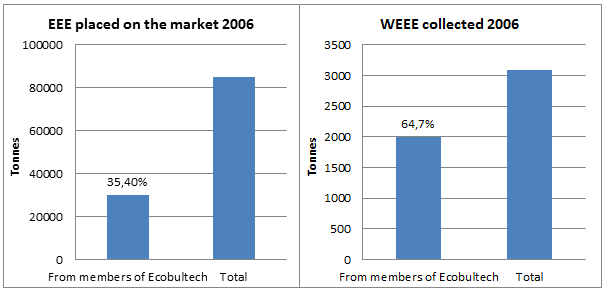 EEE placed on the market 2006
100000
80000
60000
40000
20000
0
Tonnes
35,40%
From members of Ecobultech
Total
WEEE collected 2006
3500
3000
2500
2000
1500
1000
500
0
Tonnes
64,7%
From members of Ecobultech
Total